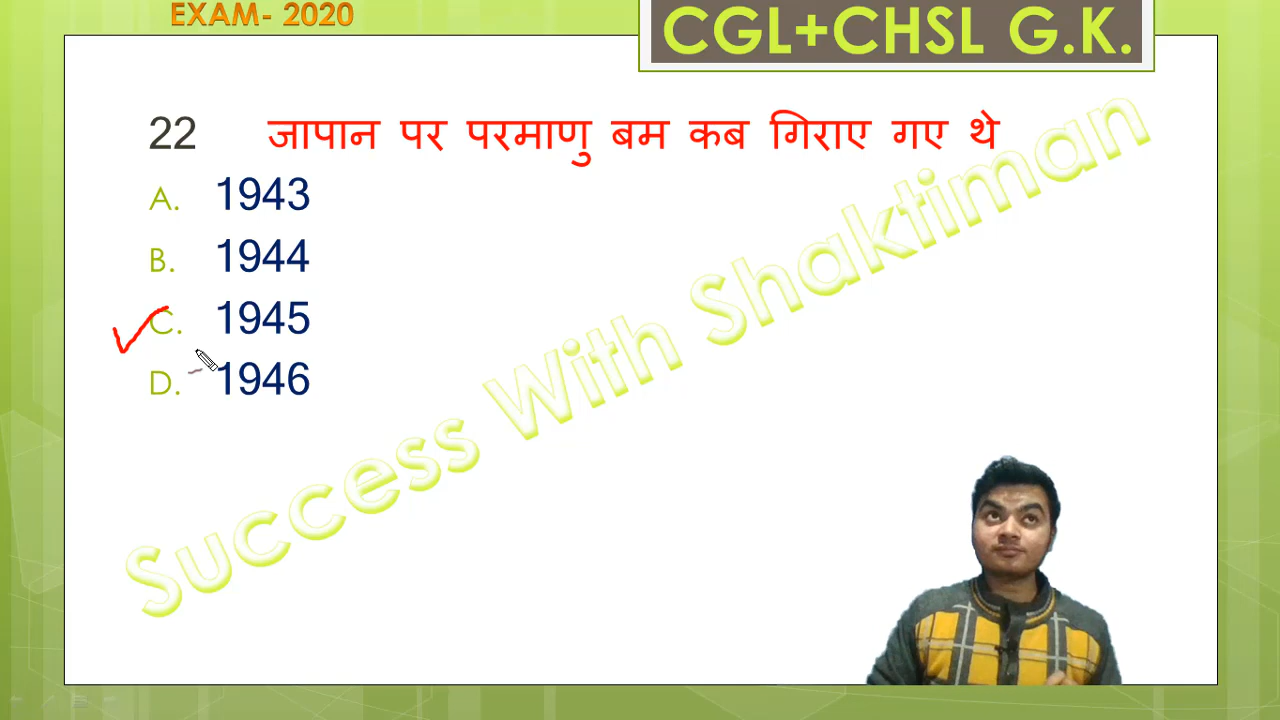 EXAM- 2020
CGL+CHSL G.K.
22 जापान पर परमाणु बम कब गिराए गए थे
A. 1943
B. 1944
C. 1945
D. 1946
Success With Shaktiman